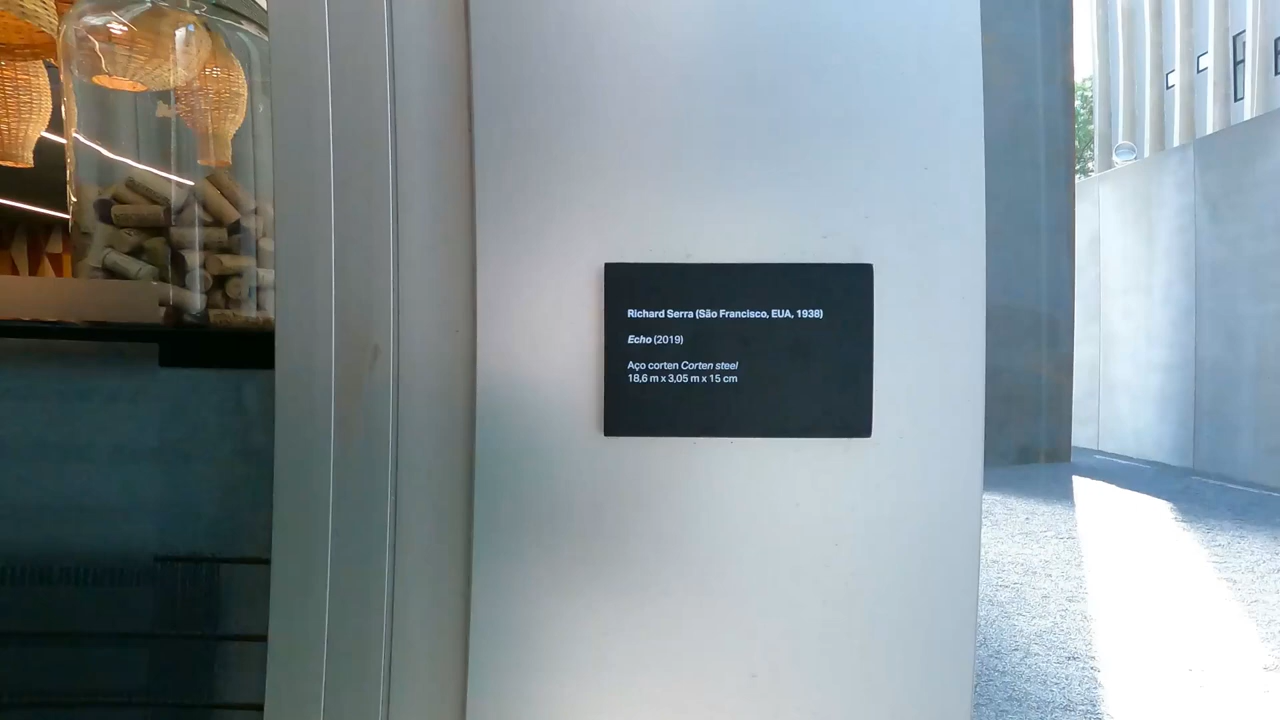 Richard Serra (São Francisco, EUA, 1938)
Echo (2019)
Aço corten Corten steel
18,6 m x 3,05 m x 15 cm